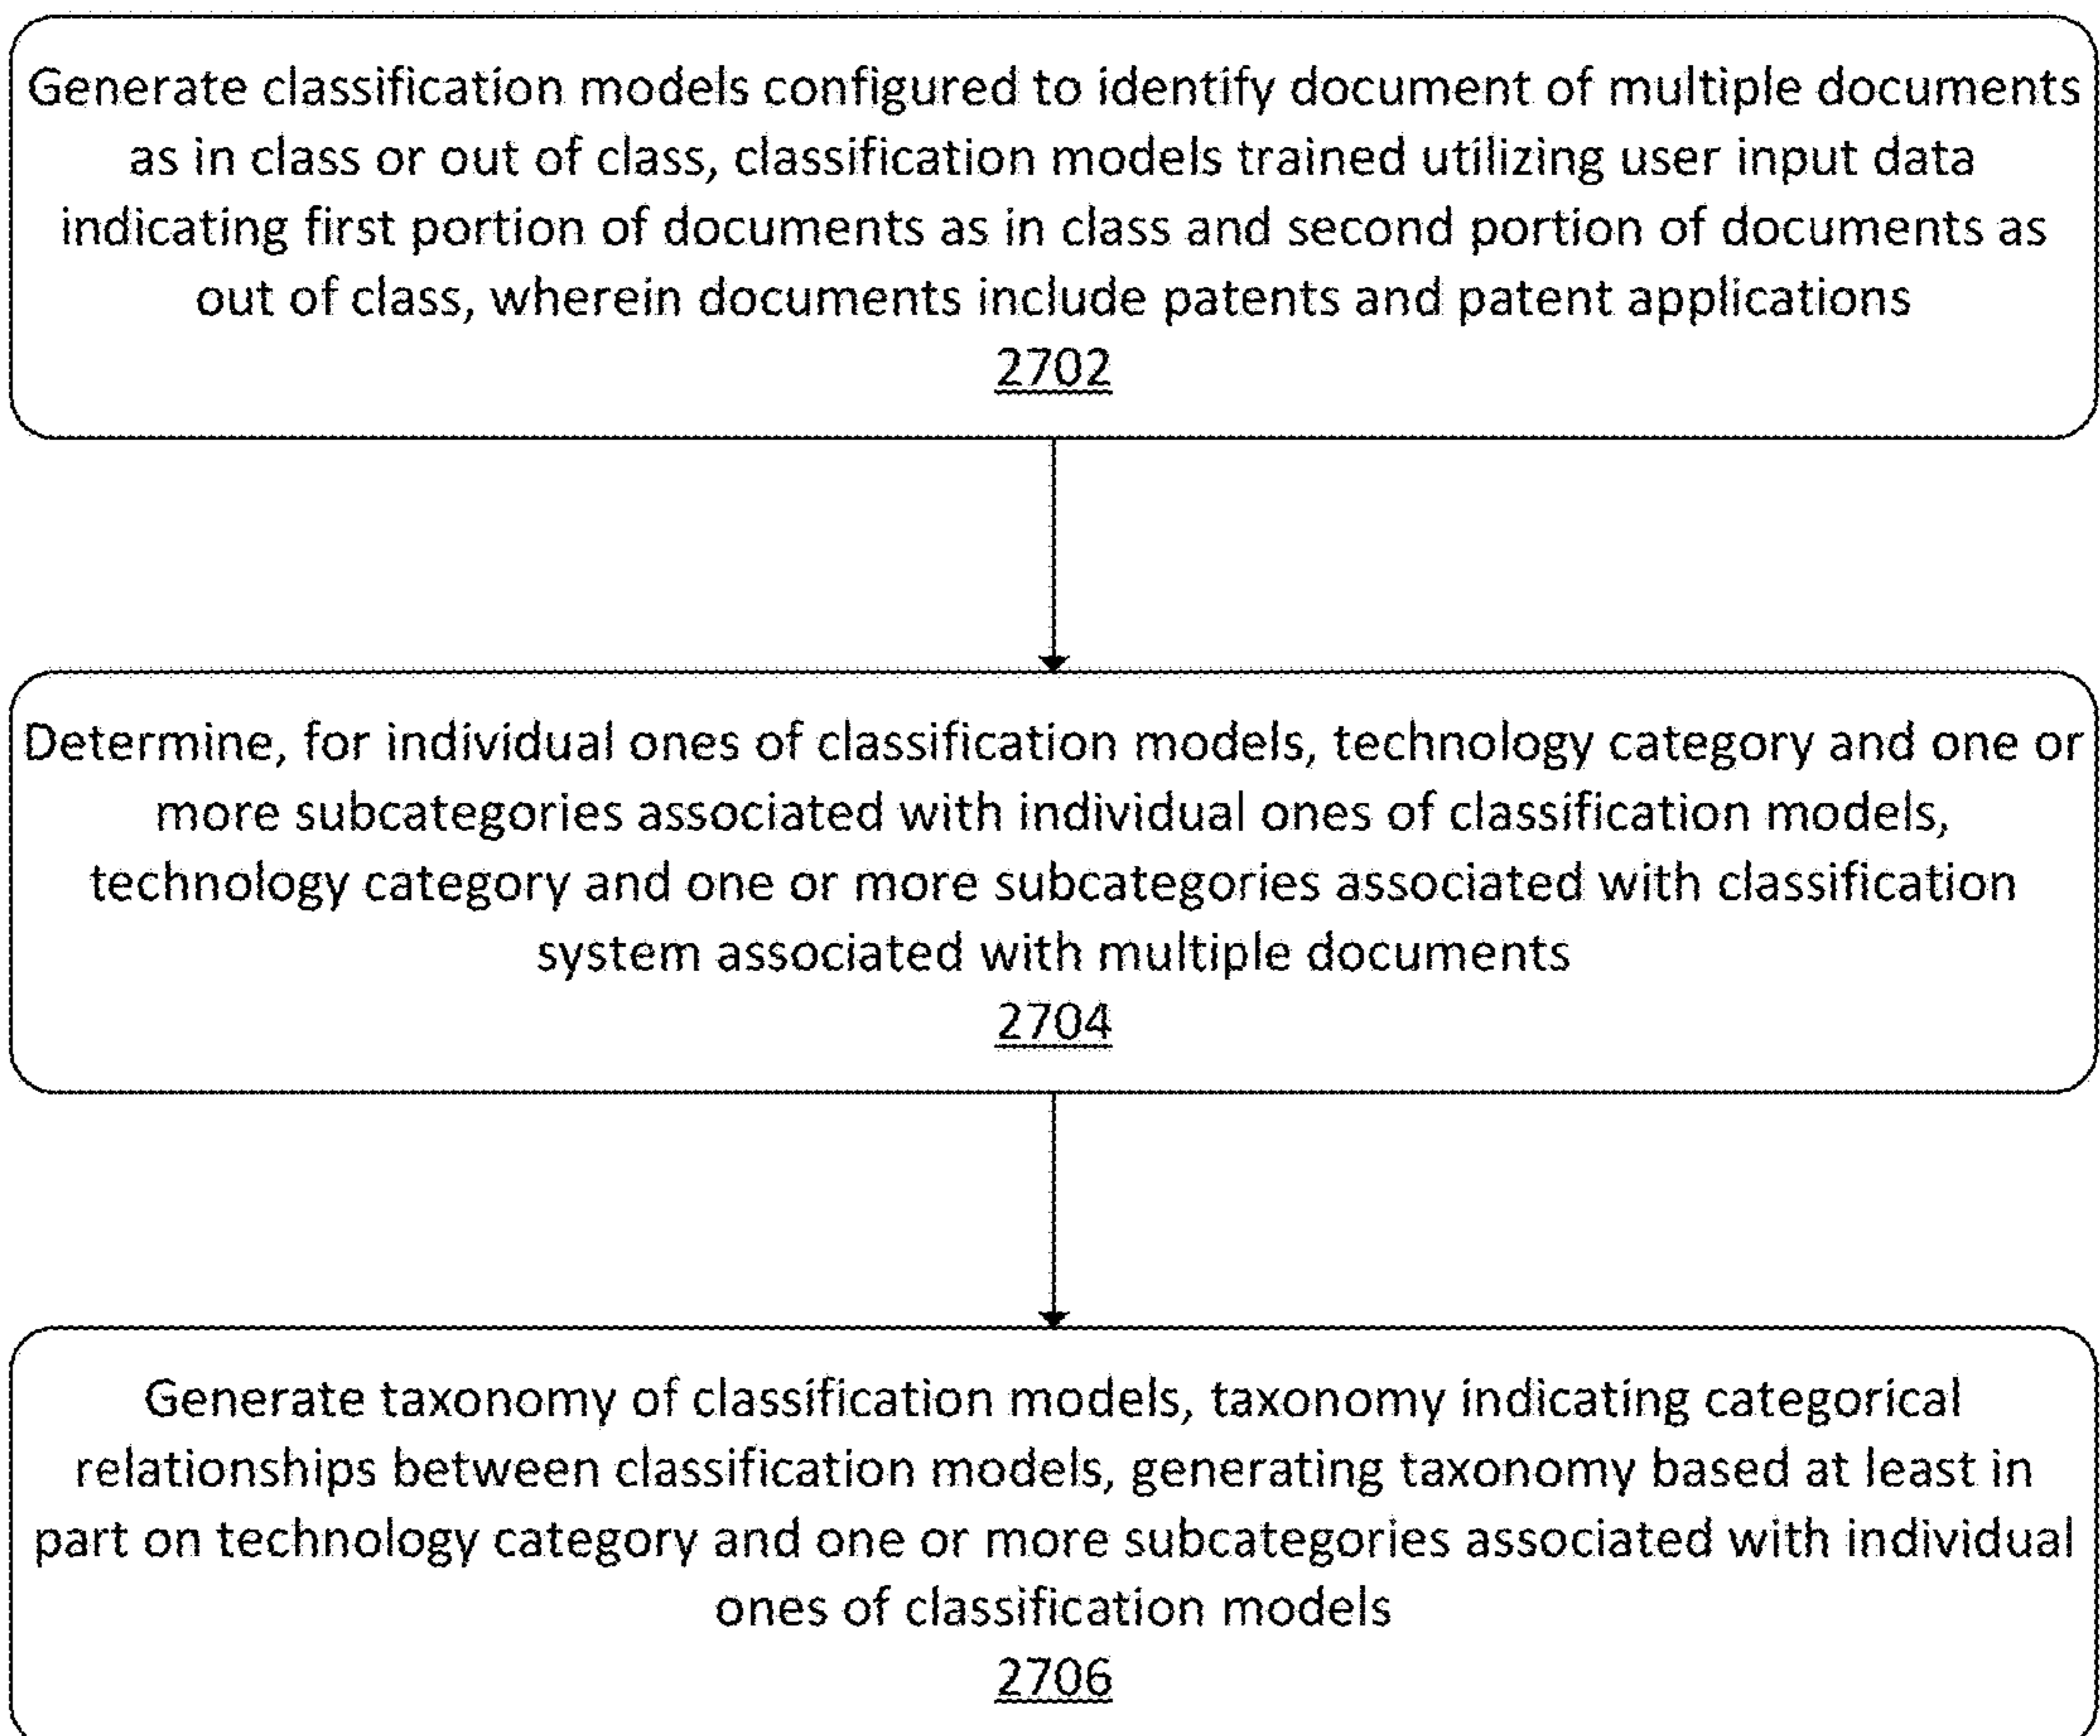 Generate classification models configured to identify document of multiple documents
as in class or out of class, classification models trained utilizing user input data
indicating first portion of documents as in class and second portion of documents as
out of class, wherein documents include patents and patent applications
2702
Determine, for individual ones of classification models, technology category and one or
more subcategories associated with individual ones of classification models,
technology category and one or more subcategories associated with classification
system associated with multiple documents
2704
Generate taxonomy of classification models, taxonomy indicating categorical
relationships between classification models, generating taxonomy based at least in
part on technology category and one or more subcategories associated with individual
ones of classification models
2706